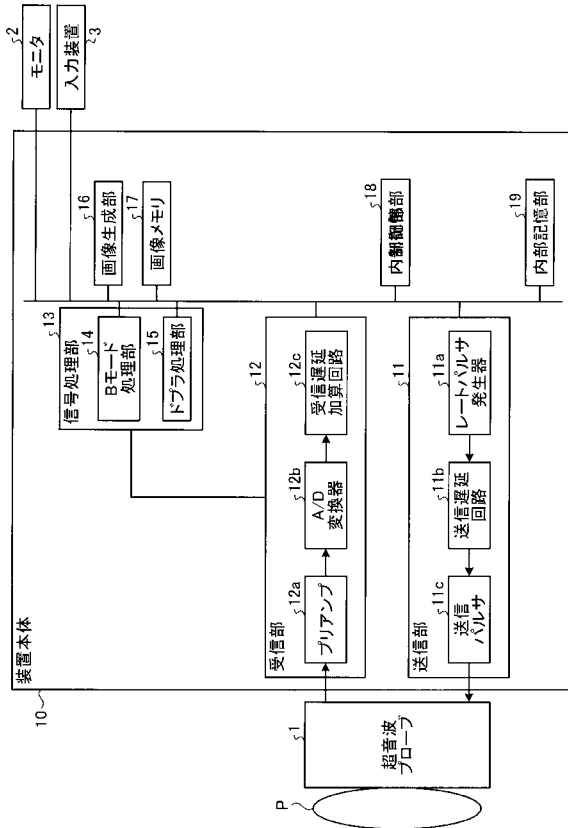 P
1
超音波
プローブ
10
装置本体
送信部
11
11c
送信
パルサ
11b
送信遅延
回路
11a
レートパルサ
発生器
受信部
12
12a
プリアンプ
12b
A/D
変換器
12c
受信遅延
加算回路
信号処理部
13
14
Bモード
処理部
15
ドプラ処理部
16
画像生成部
17
画像メモリ
18
19
内部記憶部
2
モニタ
3
入力装置